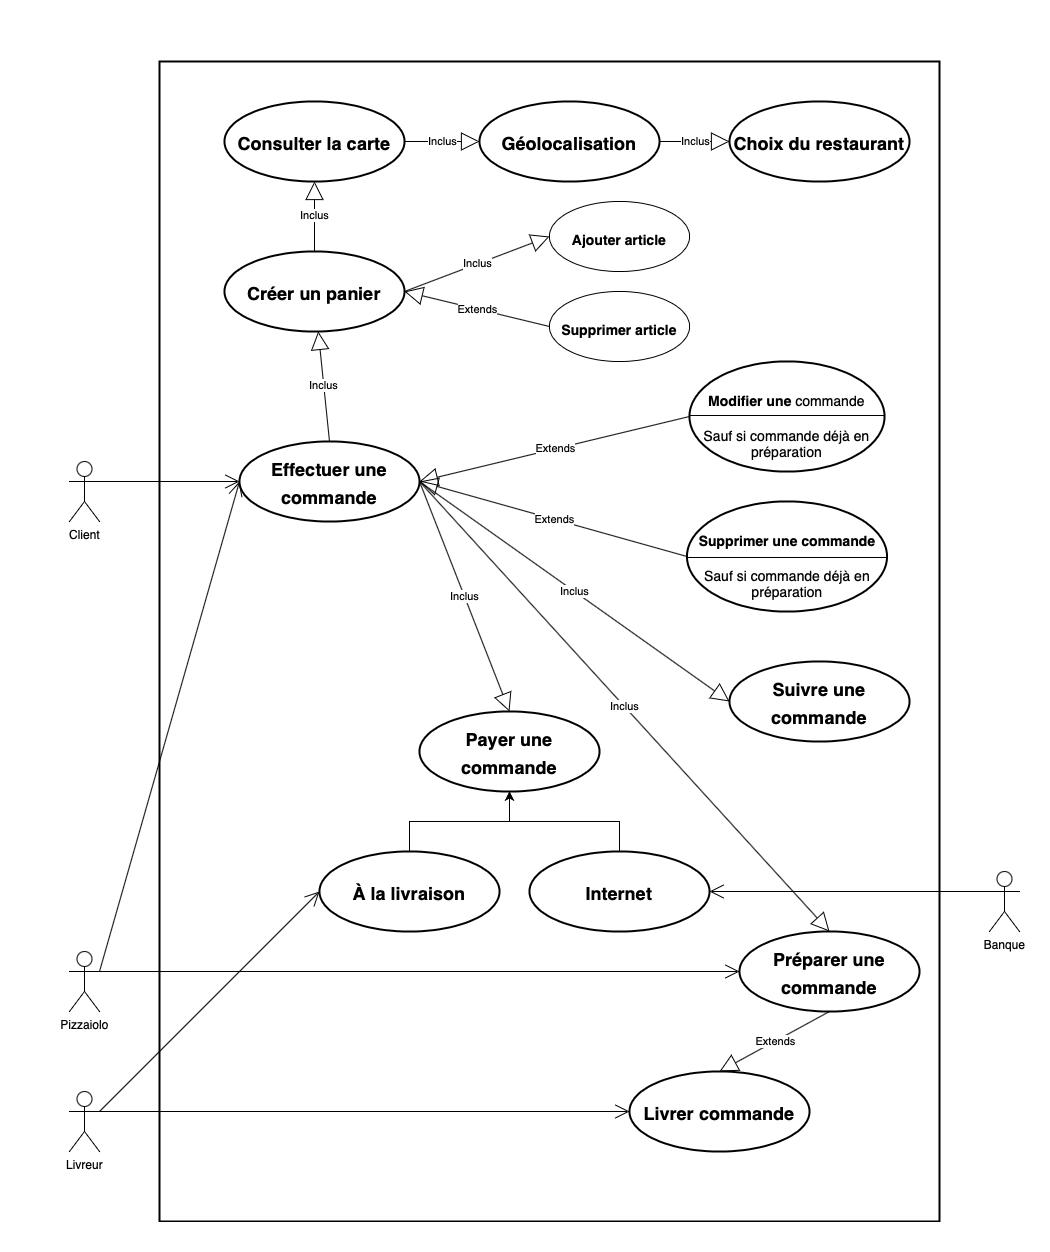 Consulter la carte
Inclus
Géolocalisation
Inclus
Choix du restaurant
Inclus
Ajouter article
Inclus
Créer un panier
Extends
Supprimer article
Inclus
Modifier une commande
Sauf si commande déjà en
préparation
Extends
Effectuer une
commande
Client
Extends
Supprimer une commande
Sauf si commande déjà en
préparation
Inclus
Inclus
Suivre une
commande
Inclus
Payer une
commande
À la livraison
Internet
Banque
Préparer une
commande
Pizzaiolo
Extends
Livrer commande
Livreur